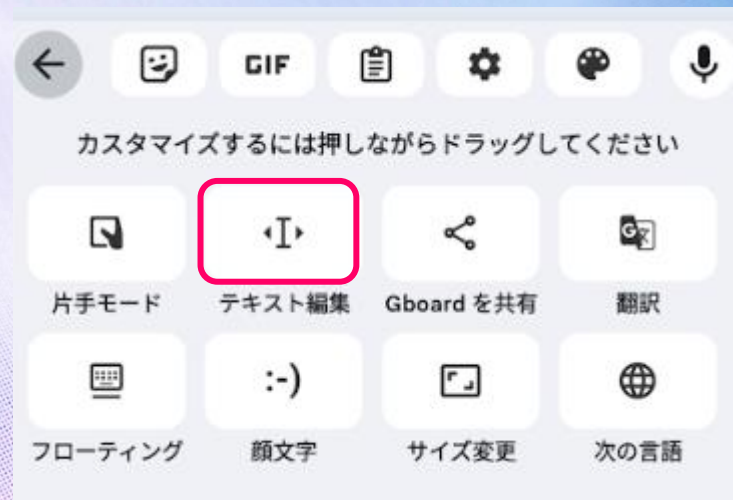 GIF
カスタマイズするには押しながらドラッグしてください
片手モード
テキスト編集
Gboard を共有
翻訳
:-)
フローティング
顔文字
サイズ変更
次の言語